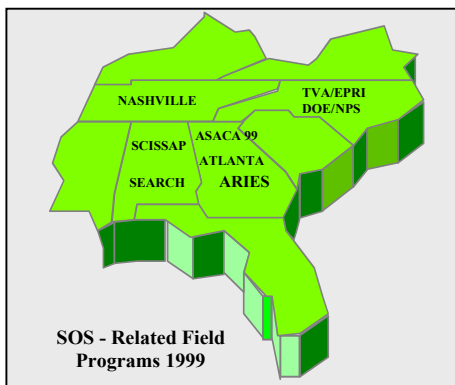 NASHVILLE
TVA/EPRI
DOE/NPS
SCISSAP
SEARCH
ASACA 99
ATLANTA
ARIES
SOS - Related Field
Programs 1999